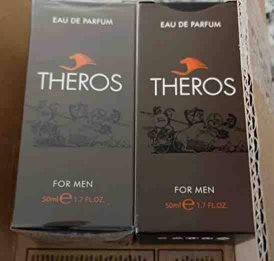 EAU DE PARFUM
THEROS
FOR MEN
50ml e 1.7 FL.OZ.
EAU DE PARFUM
THEROS
FOR MEN
50ml e 1.7 FL.OZ.